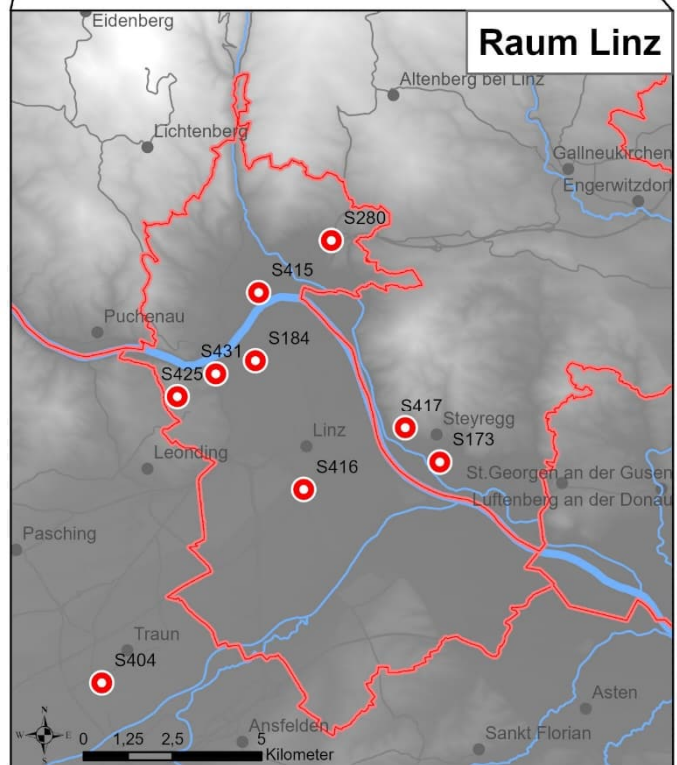 Eidenberg
Raum Linz
Altenberg bei Linz
Lichtenberg
Gallneukirchen
Engerwitzdorf
S280
S415
Puchenau
S184
S431
S425
S417
Steyregg
Linz
S173
Leonding
S416
St.Georgen an der Gusen
Luftenberg an der Donau
Pasching
Traun
S404
Asten
Ansfelden
Sankt Florian
N
W
E
S
0 1,25 2,5 5
Kilometer